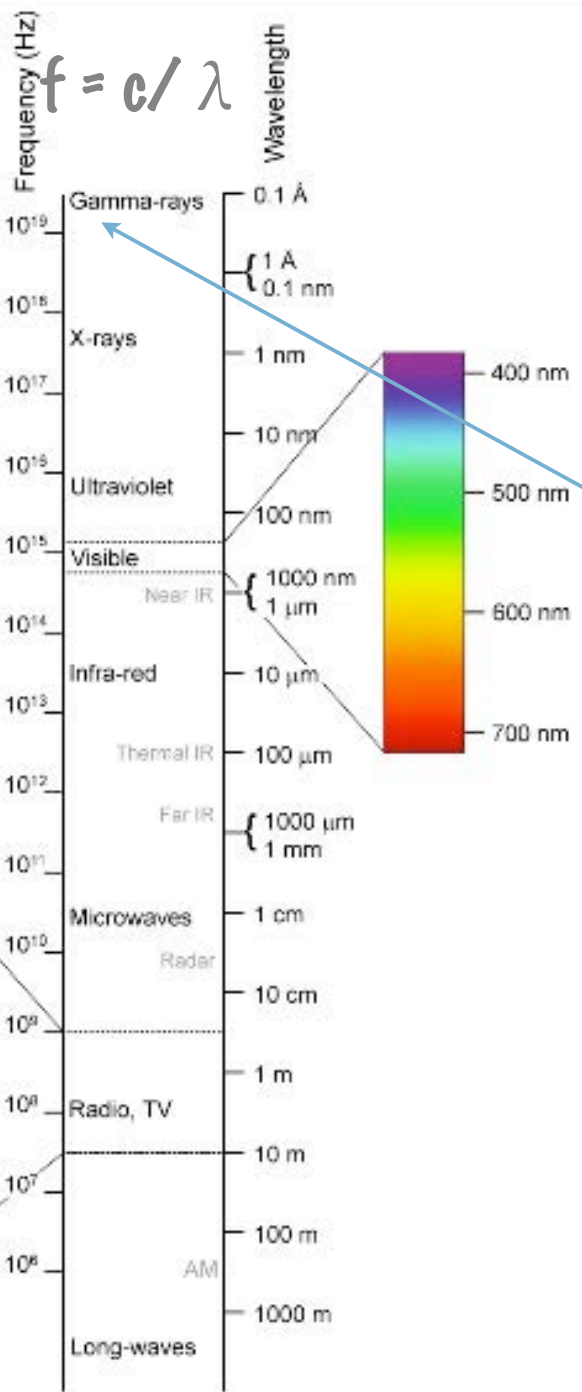 Frequency (Hz)
f = c/ λ
Wavelength
Gamma-rays
0.1 Å
10¹⁹
1 Å
0.1 nm
10¹⁸
X-rays
1 nm
400 nm
10¹⁷
10 nm
10¹⁶
Ultraviolet
500 nm
100 nm
10¹⁵
Visible
1000 nm
Near IR
1 μm
600 nm
10¹⁴
Infra-red
10 μm
10¹³
700 nm
Thermal IR
100 μm
10¹²
Far IR
1000 μm
1 mm
10¹¹
Microwaves
1 cm
10¹⁰
Radar
10 cm
10⁹
1 m
10⁸
Radio, TV
10 m
10⁷
100 m
10⁶
AM
1000 m
Long-waves